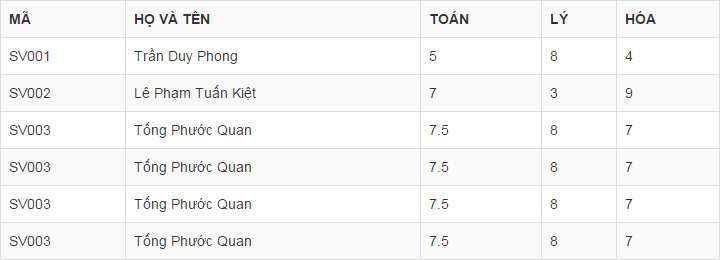 MÃ HỌ VÀ TÊN TOÁN LÝ HÓA
SV001 Trần Duy Phong 5 8 4
SV002 Lê Phạm Tuấn Kiệt 7 3 9
SV003 Tống Phước Quan 7.5 8 7
SV003 Tống Phước Quan 7.5 8 7
SV003 Tống Phước Quan 7.5 8 7
SV003 Tống Phước Quan 7.5 8 7